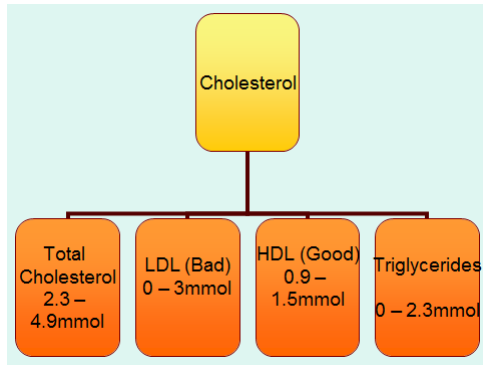 Cholesterol
Total
Cholesterol
2.3 –
4.9mmol
LDL (Bad)
0 – 3mmol
HDL (Good)
0.9 –
1.5mmol
Triglycerides
0 – 2.3mmol